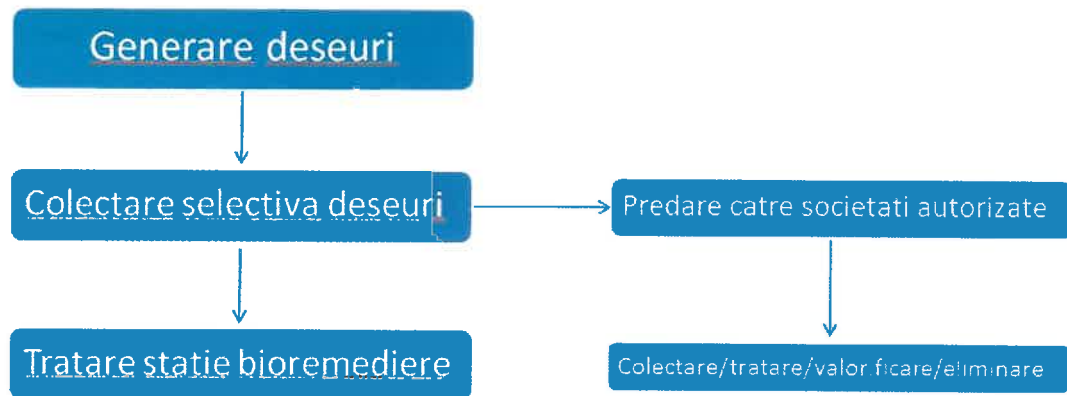 Generare deseuri
Colectare selectiva deseuri
Predare catre societati autorizate
Tratare statie bioremediere
Colectare/tratare/valorificare/eliminare